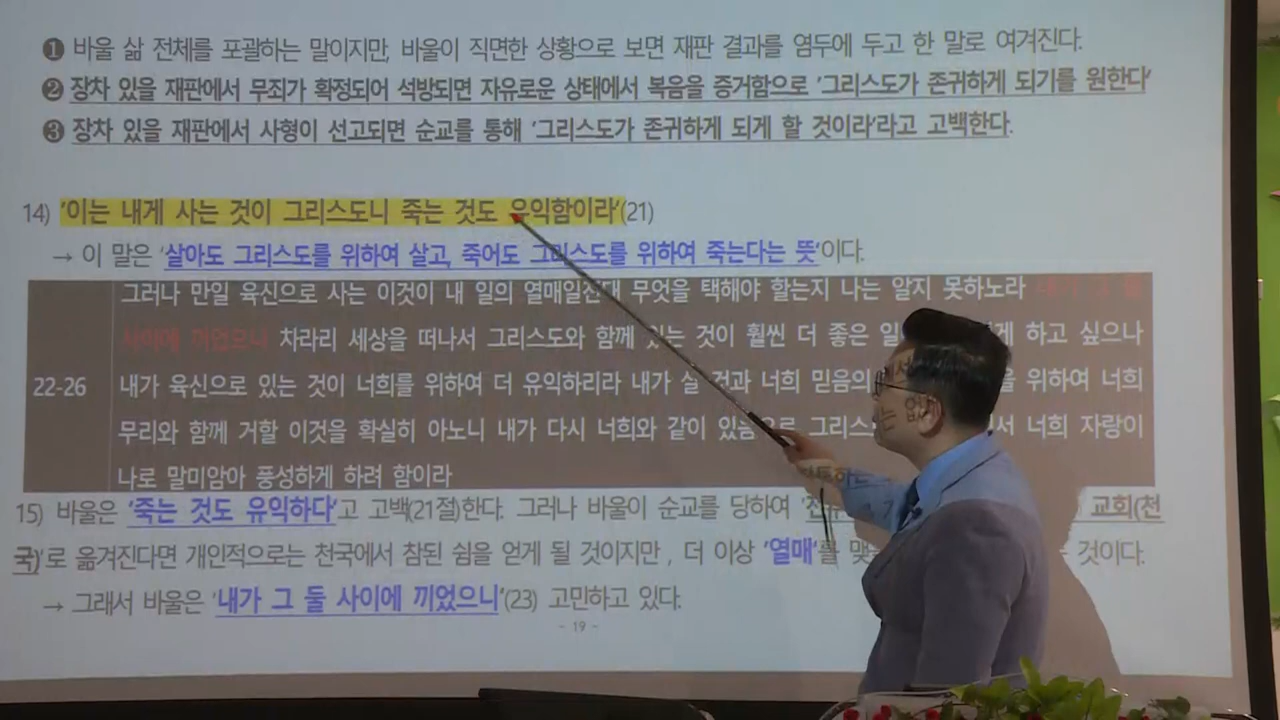 ❶ 바울 삶 전체를 포괄하는 말이지만, 바울이 직면한 상황으로 보면 재판 결과를 염두에 두고 한 말로 여겨진다.
❷ 장차 있을 재판에서 무죄가 확정되어 석방되면 자유로운 상태에서 복음을 증거함으로 '그리스도가 존귀하게 되기를 원한다'
❸ 장차 있을 재판에서 사형이 선고되면 순교를 통해 '그리스도가 존귀하게 되게 할 것이라'라고 고백한다.
14) '이는 내게 사는 것이 그리스도니 죽는 것도 유익함이라'(21)
→ 이 말은 '살아도 그리스도를 위하여 살고, 죽어도 그리스도를 위하여 죽는다는 뜻'이다.
그러나 만일 육신으로 사는 이것이 내 일의 열매일진대 무엇을 택해야 할는지 나는 알지 못하노라 내가 그 둘
사이에 끼었으니 차라리 세상을 떠나서 그리스도와 함께 있는 것이 훨씬 더 좋은 하고 싶으나
22-26 내가 육신으로 있는 것이 너희를 위하여 더 유익하리라 내가 살 것과 너희 믿음의 위하여 너희
무리와 함께 거할 이것을 확실히 아노니 내가 다시 너희와 같이 있음으로 너희 자랑이
나로 말미암아 풍성하게 하려 함이라
15) 바울은 '죽는 것도 유익하다'고 고백(21절)한다. 그러나 바울이 순교를 당하여 교회(천
국)'로 옮겨진다면 개인적으로는 천국에서 참된 쉼을 얻게 될 것이지만, 더 이상 '열매'를 것이다.
→ 그래서 바울은 '내가 그 둘 사이에 끼었으니'(23) 고민하고 있다.
- 19 -